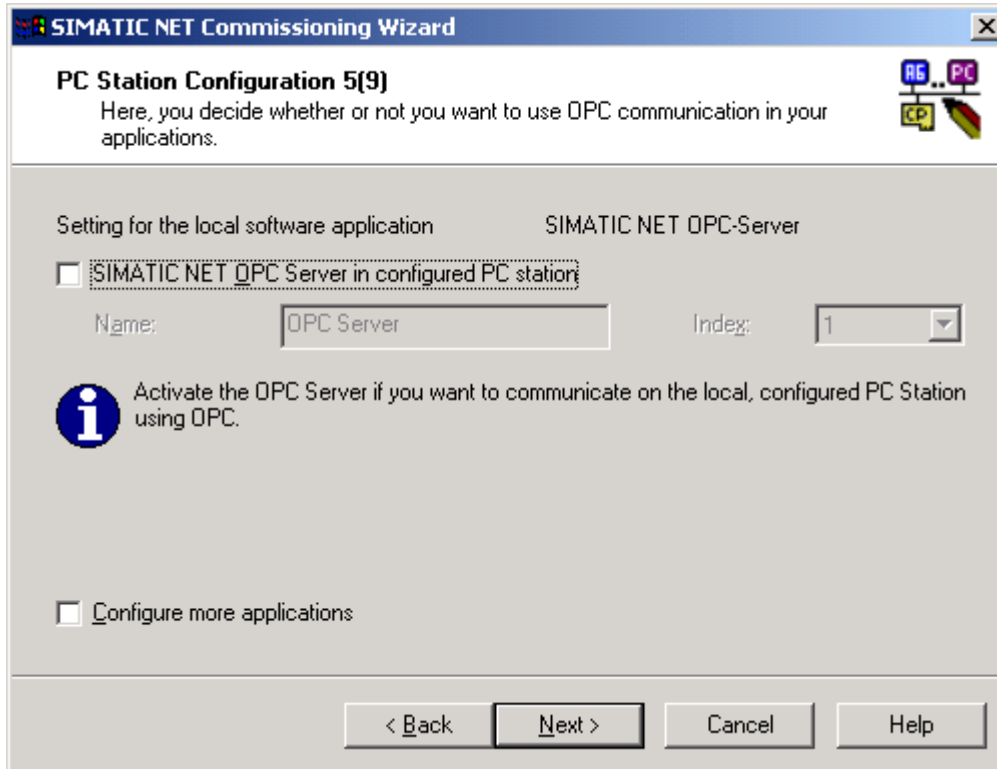 SIMATIC NET Commissioning Wizard
PC Station Configuration 5(9)
Here, you decide whether or not you want to use OPC communication in your
applications.
AG..PC
CP
Setting for the local software application SIMATIC NET OPC-Server
SIMATIC NET OPC Server in configured PC station
Name: OPC Server Index: 1
Activate the OPC Server if you want to communicate on the local, configured PC Station
using OPC.
Configure more applications
< Back Next > Cancel Help